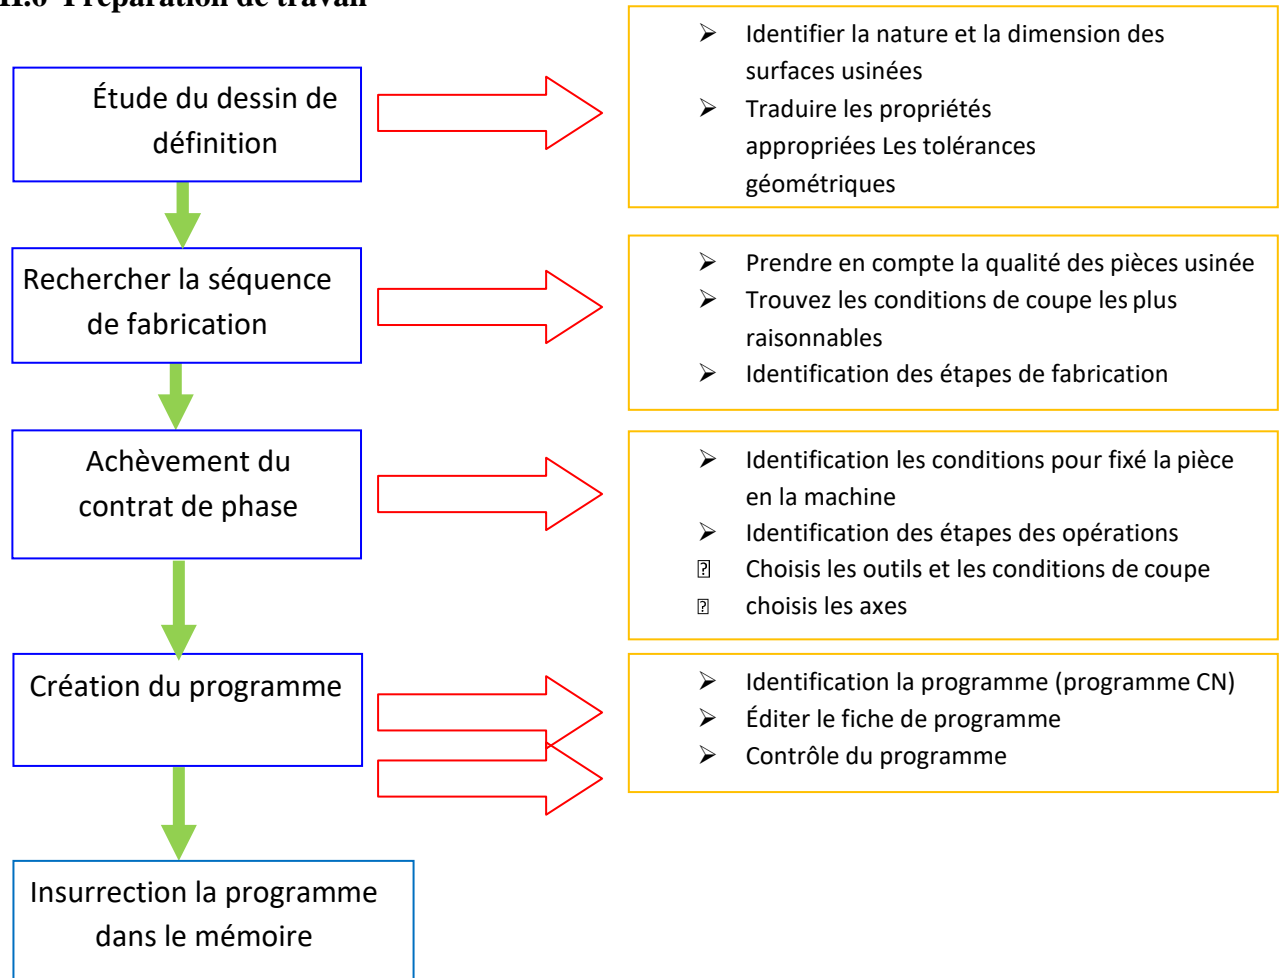 II.6 Préparation de travail
Étude du dessin de
définition
➢ Identifier la nature et la dimension des
surfaces usinées
➢ Traduire les propriétés
appropriées Les tolérances
géométriques
Rechercher la séquence
de fabrication
➢ Prendre en compte la qualité des pièces usinée
➢ Trouvez les conditions de coupe les plus
raisonnables
➢ Identification des étapes de fabrication
Achèvement du
contrat de phase
➢ Identification les conditions pour fixé la pièce
en la machine
➢ Identification des étapes des opérations
⍰ Choisis les outils et les conditions de coupe
⍰ choisis les axes
Création du programme
➢ Identification la programme (programme CN)
➢ Éditer le fiche de programme
➢ Contrôle du programme
Insurrection la programme
dans le mémoire